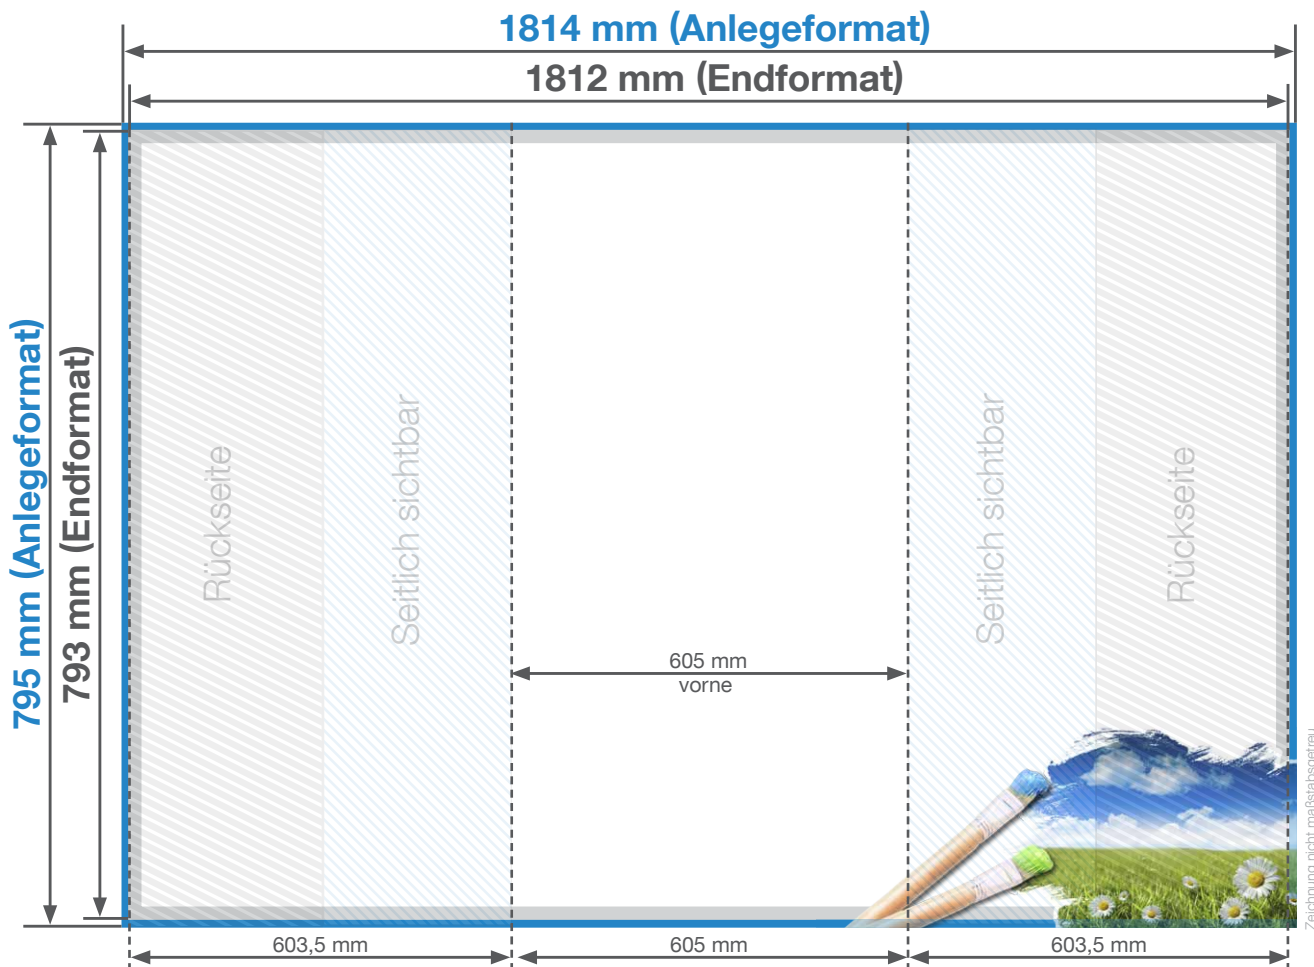 1814 mm (Anlegeformat)
1812 mm (Endformat)
795 mm (Anlegeformat)
793 mm (Endformat)
Rückseite
Seitlich sichtbar
Seitlich sichtbar
Rückseite
605 mm
vorne
Zeichnung nicht maßstabsgetreu
603,5 mm
605 mm
603,5 mm